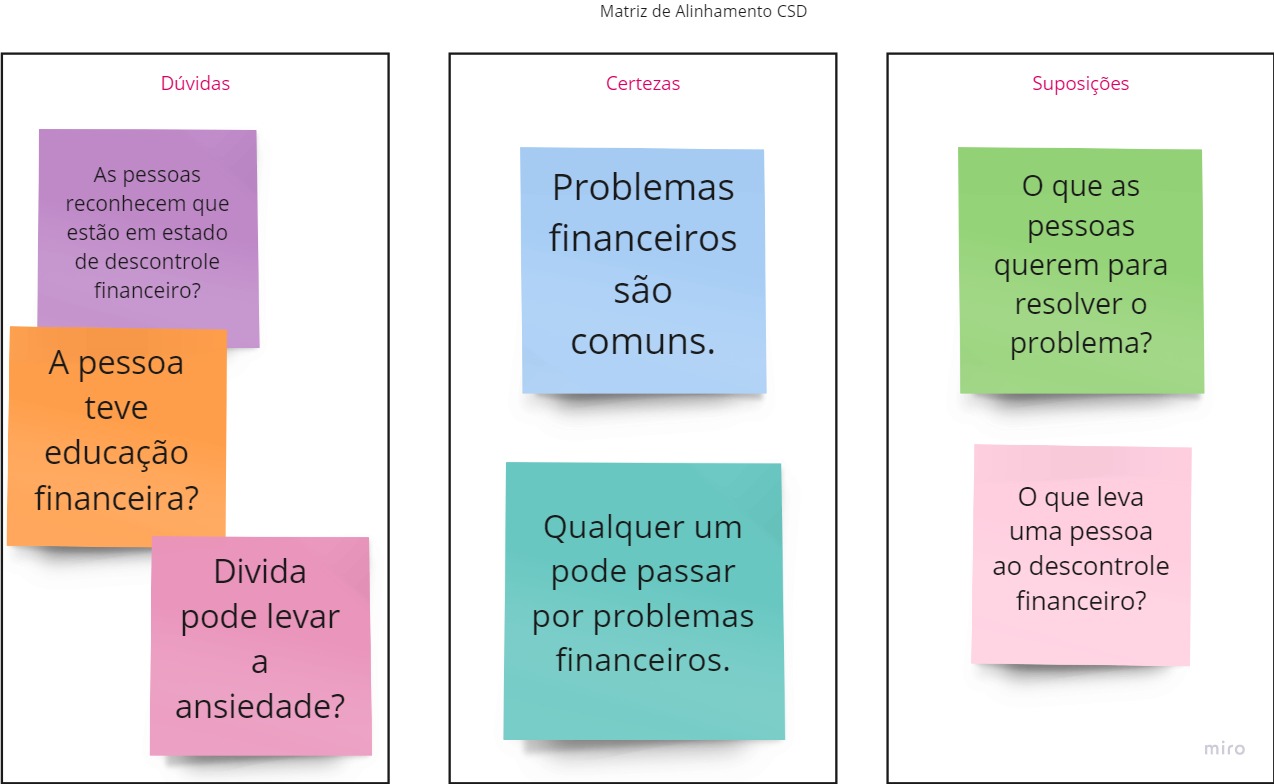 Matriz de Alinhamento CSD
Dúvidas
As pessoas
reconhecem que
estão em estado
de descontrole
financeiro?
A pessoa
teve
educação
financeira?
Divida
pode levar
a
ansiedade?
Certezas
Problemas
financeiros
são
comuns.
Qualquer um
pode passar
por problemas
financeiros.
Suposições
O que as
pessoas
querem para
resolver o
problema?
O que leva
uma pessoa
ao descontrole
financeiro?
miro